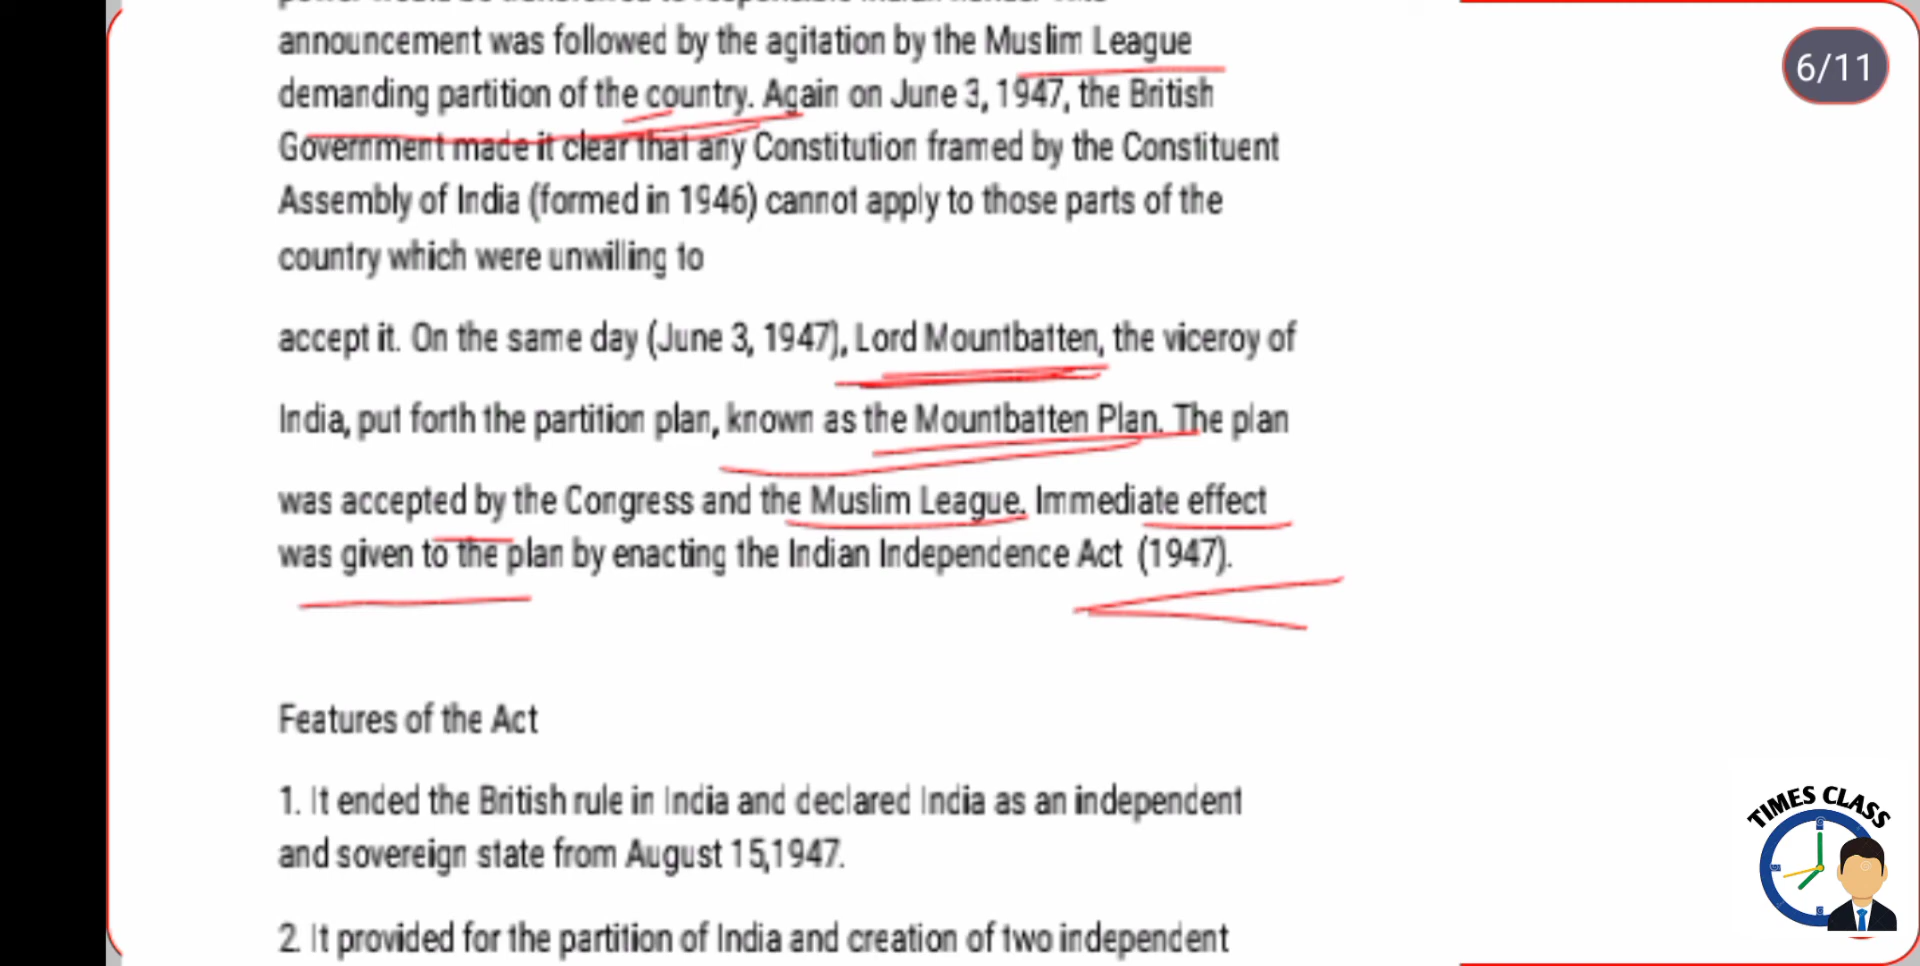 announcement was followed by the agitation by the Muslim League
demanding partition of the country. Again on June 3, 1947, the British
Government made it clear that any Constitution framed by the Constituent
Assembly of India (formed in 1946) cannot apply to those parts of the
country which were unwilling to
accept it. On the same day (June 3, 1947), Lord Mountbatten, the viceroy of
India, put forth the partition plan, known as the Mountbatten Plan. The plan
was accepted by the Congress and the Muslim League. Immediate effect
was given to the plan by enacting the Indian Independence Act (1947).
Features of the Act
1. It ended the British rule in India and declared India as an independent
and sovereign state from August 15,1947.
2. It provided for the partition of India and creation of two independent
6/11
TIMES CLASS